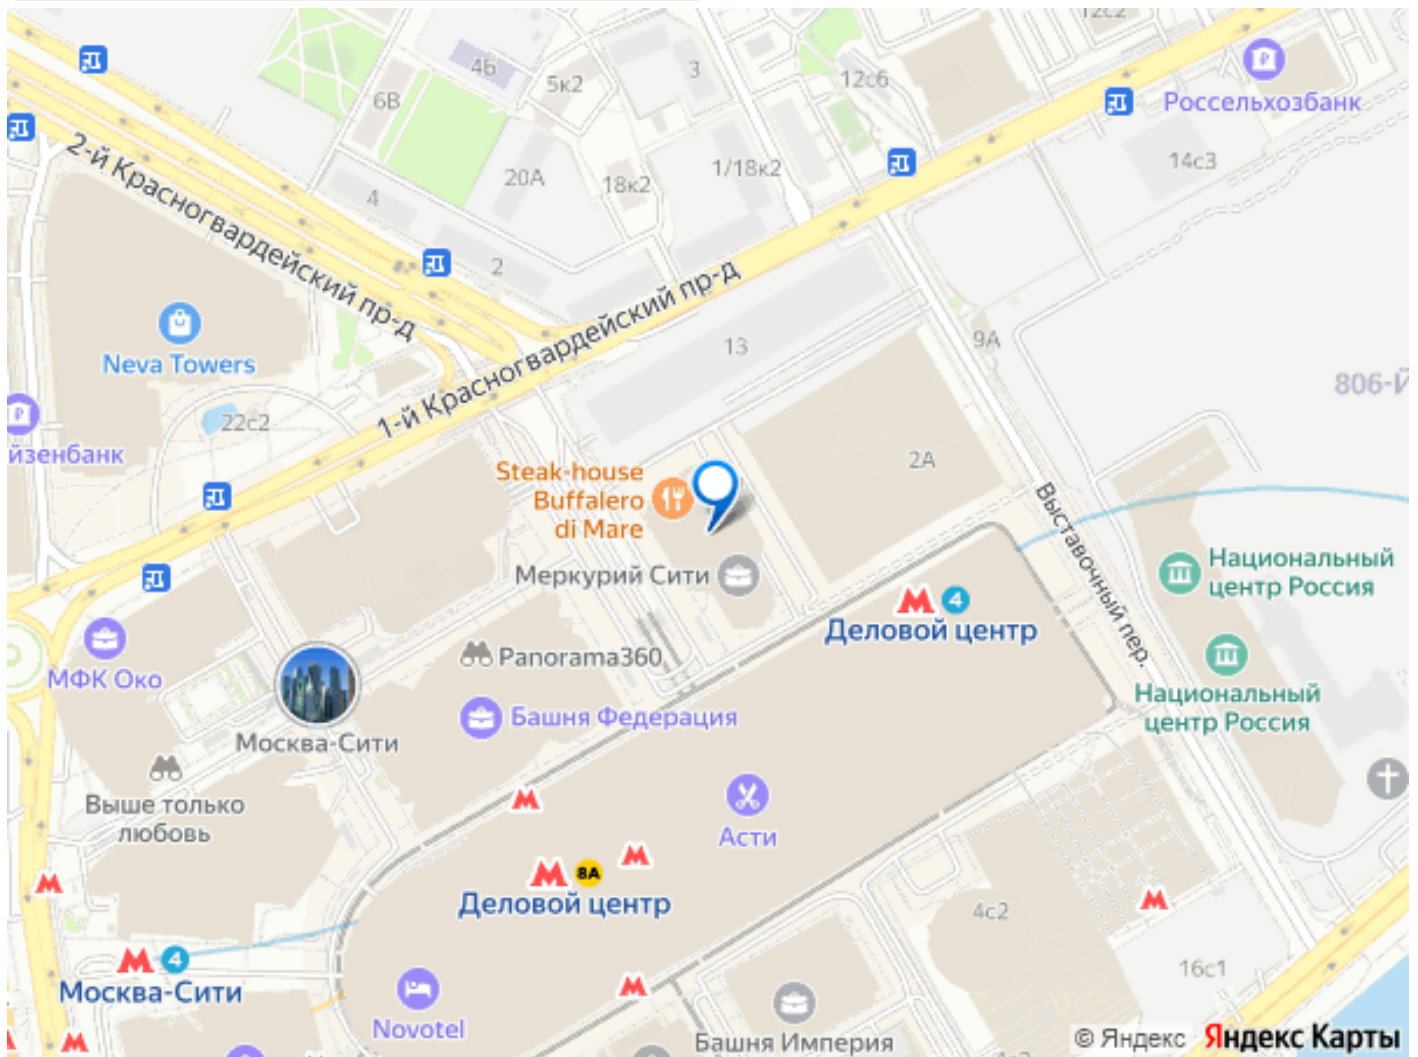 12с2
4Б
3
5к2
12с6
6В
Россельхозбанк
2-й Красногвардейский пр-д
20А
18к2
1/18к2
14с3
4
2
1-й Красногвардейский пр-д
Neva Towers
13
9А
806-Й
22с2
йзенбанк
Steak-house
Buffalero
di Mare
2А
Выставочный пер.
Меркурий Сити
Национальный
центр Россия
4
Деловой центр
МФК Око
Panorama360
Национальный
центр Россия
Башня Федерация
Москва-Сити
Выше только
любовь
Асти
8А
Деловой центр
4с2
4
Москва-Сити
16с1
Novotel
Башня Империя
© Яндекс Яндекс Карты